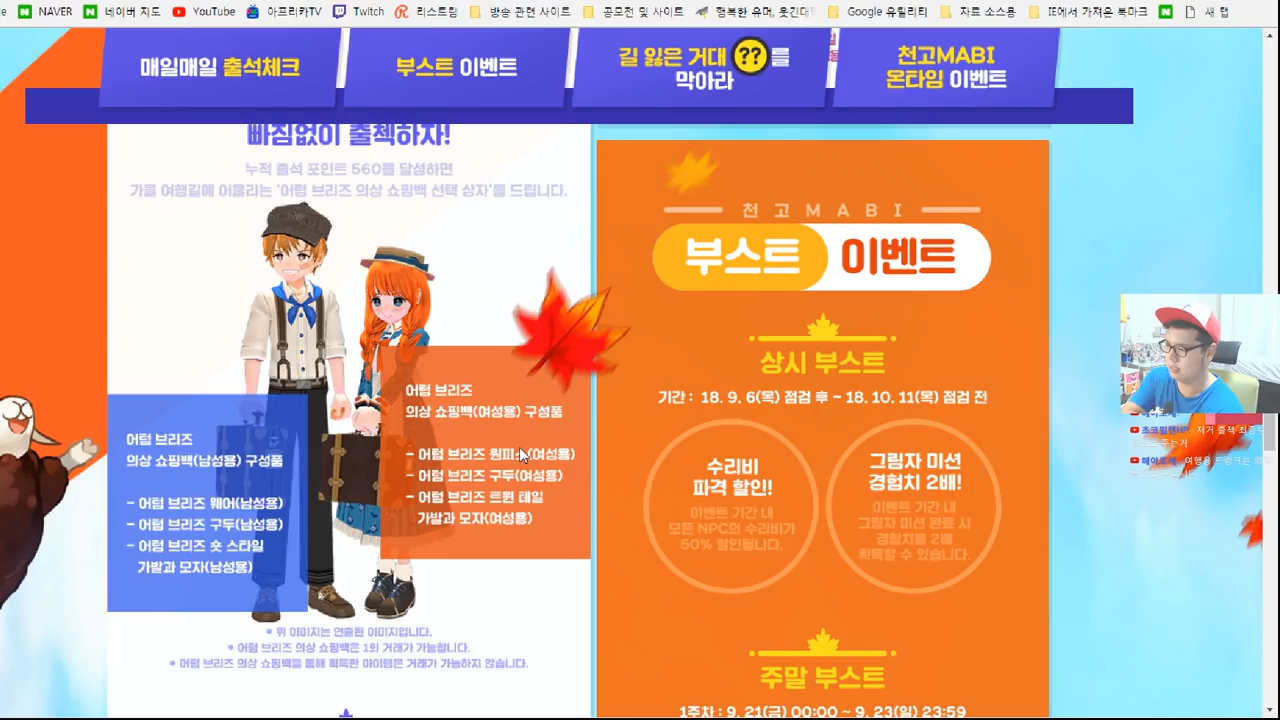 NAVER
네이버 지도
YouTube
아프리카TV
Twitch
리스트림
방송 관련 사이트
공모전 및 사이트
행복한 유머, 웃긴대
Google 유틸리티
자료 소스용
IE에서 가져온 북마크
새 탭
매일매일 출석체크
부스트 이벤트
길 잃은 거대 ??를
막아라
천고MABI
온타임 이벤트
빠짐없이 출첵하자!
누적 출석 포인트 560을 달성하면
가을 여행길에 어울리는 '어텀 브리즈 의상 쇼핑백 선택 상자'를 드립니다.
어텀 브리즈
의상 쇼핑백(남성용) 구성품
- 어텀 브리즈 웨어(남성용)
- 어텀 브리즈 구두(남성용)
- 어텀 브리즈 숏 스타일
가발과 모자(남성용)
어텀 브리즈
의상 쇼핑백(여성용) 구성품
- 어텀 브리즈 원피스(여성용)
- 어텀 브리즈 구두(여성용)
- 어텀 브리즈 트윈 테일
가발과 모자(여성용)
* 위 이미지는 연출된 이미지입니다.
* 어텀 브리즈 의상 쇼핑백은 1회 거래가 가능합니다.
* 어텀 브리즈 의상 쇼핑백을 통해 획득한 아이템은 거래가 가능하지 않습니다.
천고MABI
부스트 이벤트
상시 부스트
기간 : 18. 9. 6(목) 점검 후 ~ 18. 10. 11(목) 점검 전
수리비
파격 할인!
이벤트 기간 내
모든 NPC의 수리비가
50% 할인됩니다.
그림자 미션
경험치 2배!
이벤트 기간 내
그림자 미션 완료 시
경험치를 2배
획득할 수 있습니다.
주말 부스트
1주차 : 9. 21(금) 00:00 ~ 9. 23(일) 23:59